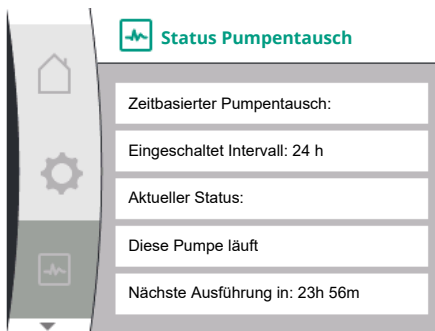 Status Pumpentausch
Zeitbasierter Pumpentausch:
Eingeschaltet Intervall: 24 h
Aktueller Status:
Diese Pumpe läuft
Nächste Ausführung in: 23h 56m